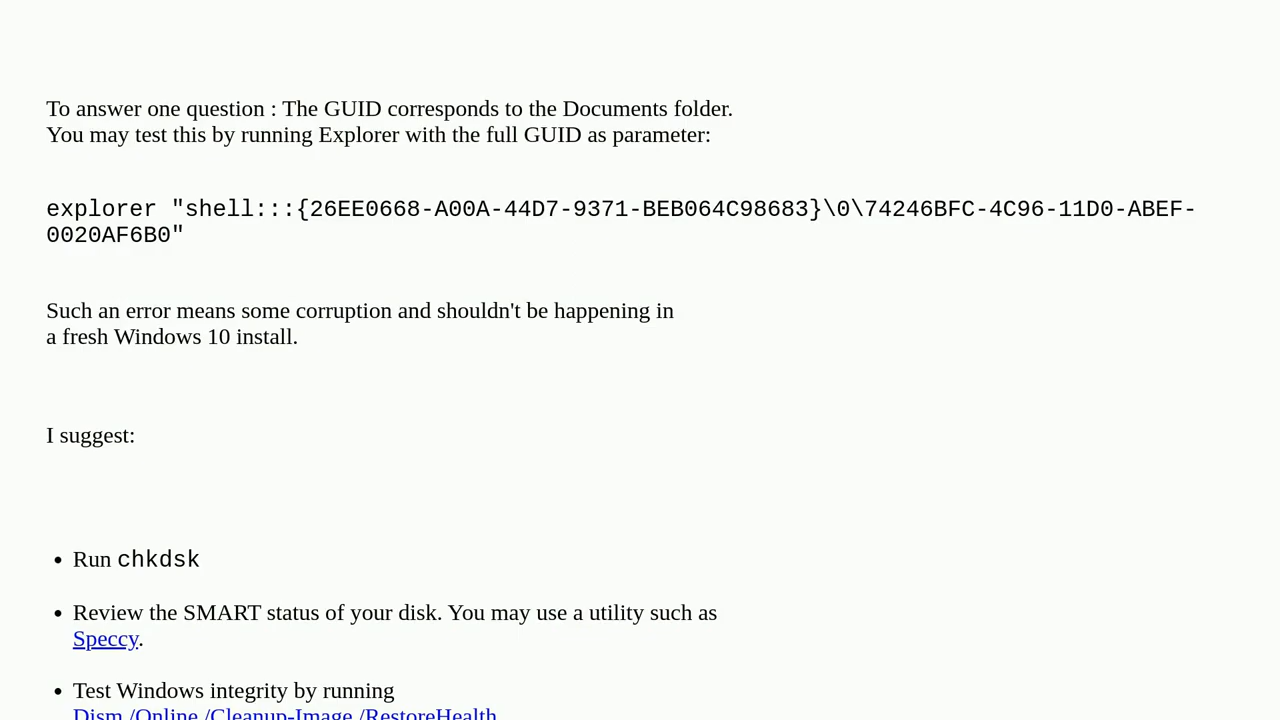 To answer one question : The GUID corresponds to the Documents folder.
You may test this by running Explorer with the full GUID as parameter:
explorer "shell:::{26EE0668-A00A-44D7-9371-BEB064C98683}\0\74246BFC-4C96-11D0-ABEF-
0020AF6B0"
Such an error means some corruption and shouldn't be happening in
a fresh Windows 10 install.
I suggest:
• Run chkdsk
• Review the SMART status of your disk. You may use a utility such as
Speccy.
• Test Windows integrity by running
Dism /Online /Cleanup-Image /RestoreHealth